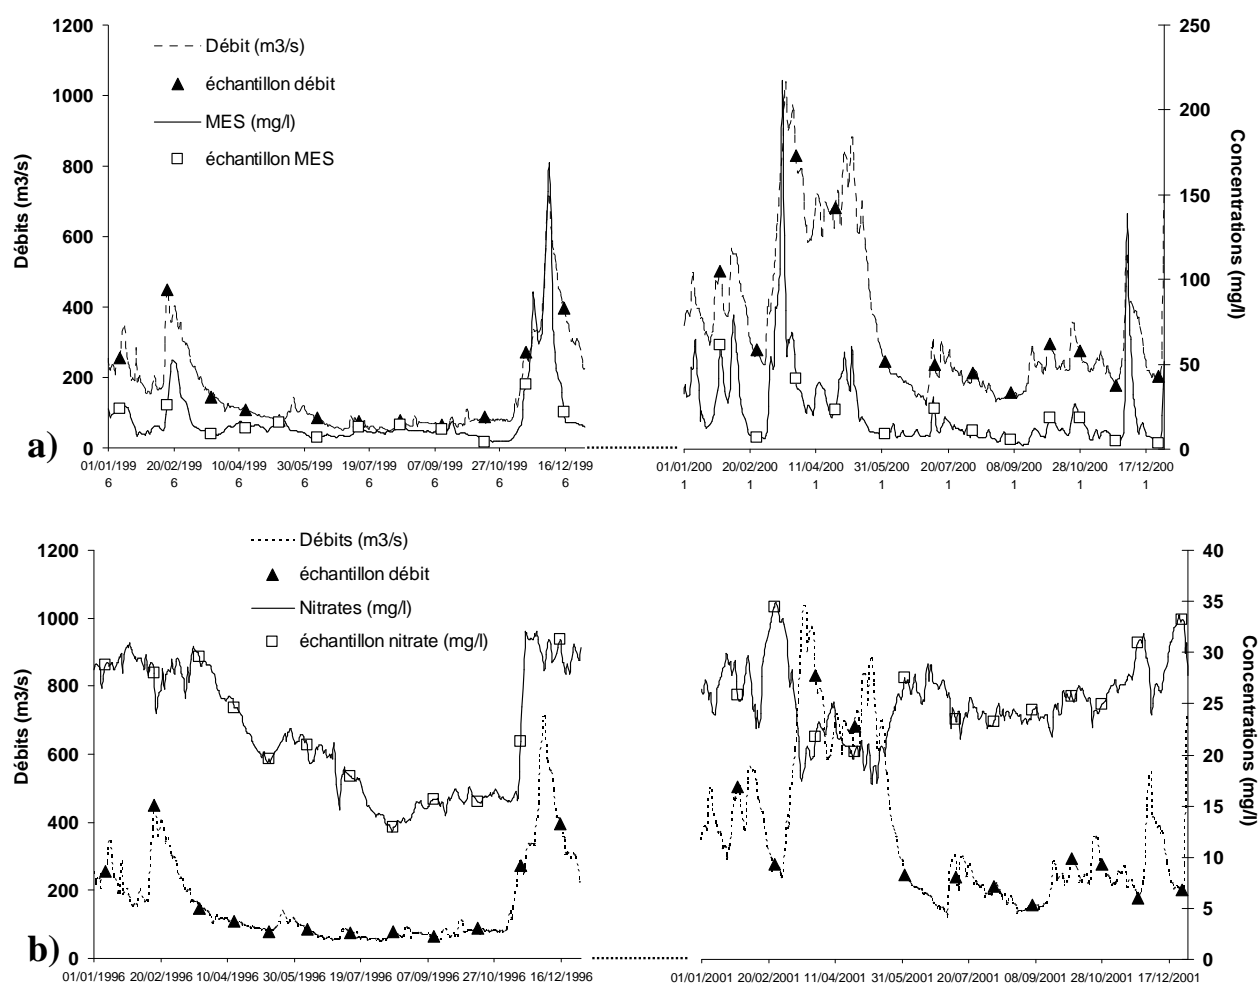 1200
1000
800
600
400
200
0
Débits (m3/s)
Débit (m3/s)
échantillon débit
MES (mg/l)
échantillon MES
250
200
150
100
50
0
Concentrations (mg/l)
a)
01/01/199 20/02/199 10/04/199 30/05/199 19/07/199 07/09/199 27/10/199 16/12/199 01/01/200 20/02/200 11/04/200 31/05/200 20/07/200 08/09/200 28/10/200 17/12/200
6 6 6 6 6 6 6 6 1 1 1 1 1 1 1 1
1200
1000
800
600
400
200
0
Débits (m3/s)
Débits (m3/s)
échantillon débit
Nitrates (mg/l)
échantillon nitrate (mg/l)
40
35
30
25
20
15
10
5
0
Concentrations (mg/l)
b)
01/01/1996 20/02/1996 10/04/1996 30/05/1996 19/07/1996 07/09/1996 27/10/1996 16/12/1996 01/01/2001 20/02/2001 11/04/2001 31/05/2001 20/07/2001 08/09/2001 28/10/2001 17/12/2001